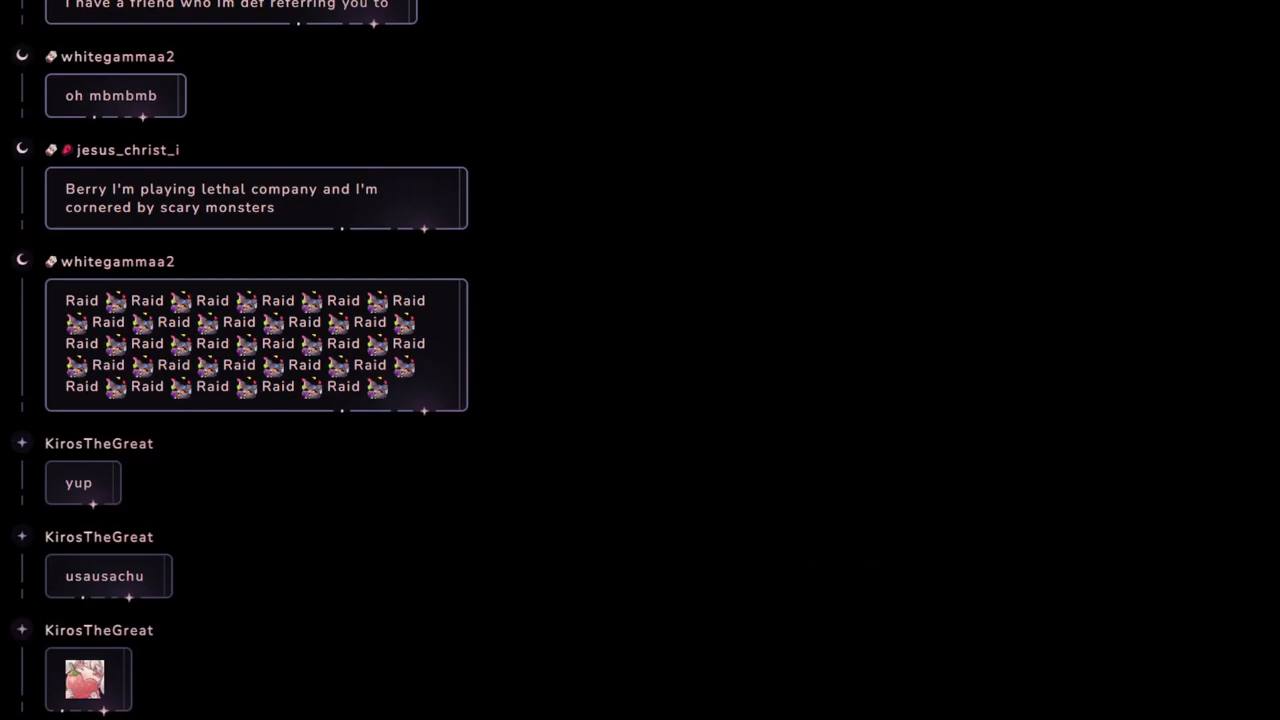 I have a friend who im def referring you to
whitegammaa2
oh mbmbmb
jesus_christ_i
Berry I'm playing lethal company and I'm
cornered by scary monsters
whitegammaa2
Raid Raid Raid Raid Raid Raid
Raid Raid Raid Raid Raid
Raid Raid Raid Raid Raid Raid
Raid Raid Raid Raid Raid
Raid Raid Raid Raid Raid
KirosTheGreat
yup
KirosTheGreat
usausachu
KirosTheGreat